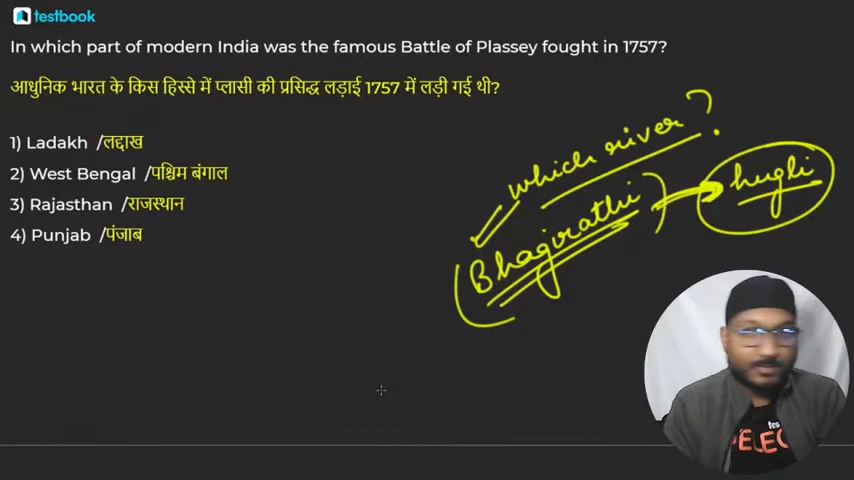 testbook
In which part of modern India was the famous Battle of Plassey fought in 1757?
आधुनिक भारत के किस हिस्से में प्लासी की प्रसिद्ध लड़ाई 1757 में लड़ी गई थी?
1) Ladakh /लद्दाख
2) West Bengal /पश्चिम बंगाल
3) Rajasthan /राजस्थान
4) Punjab /पंजाब
which river?
(Bhagirathi)
hugli
tes
ELEC